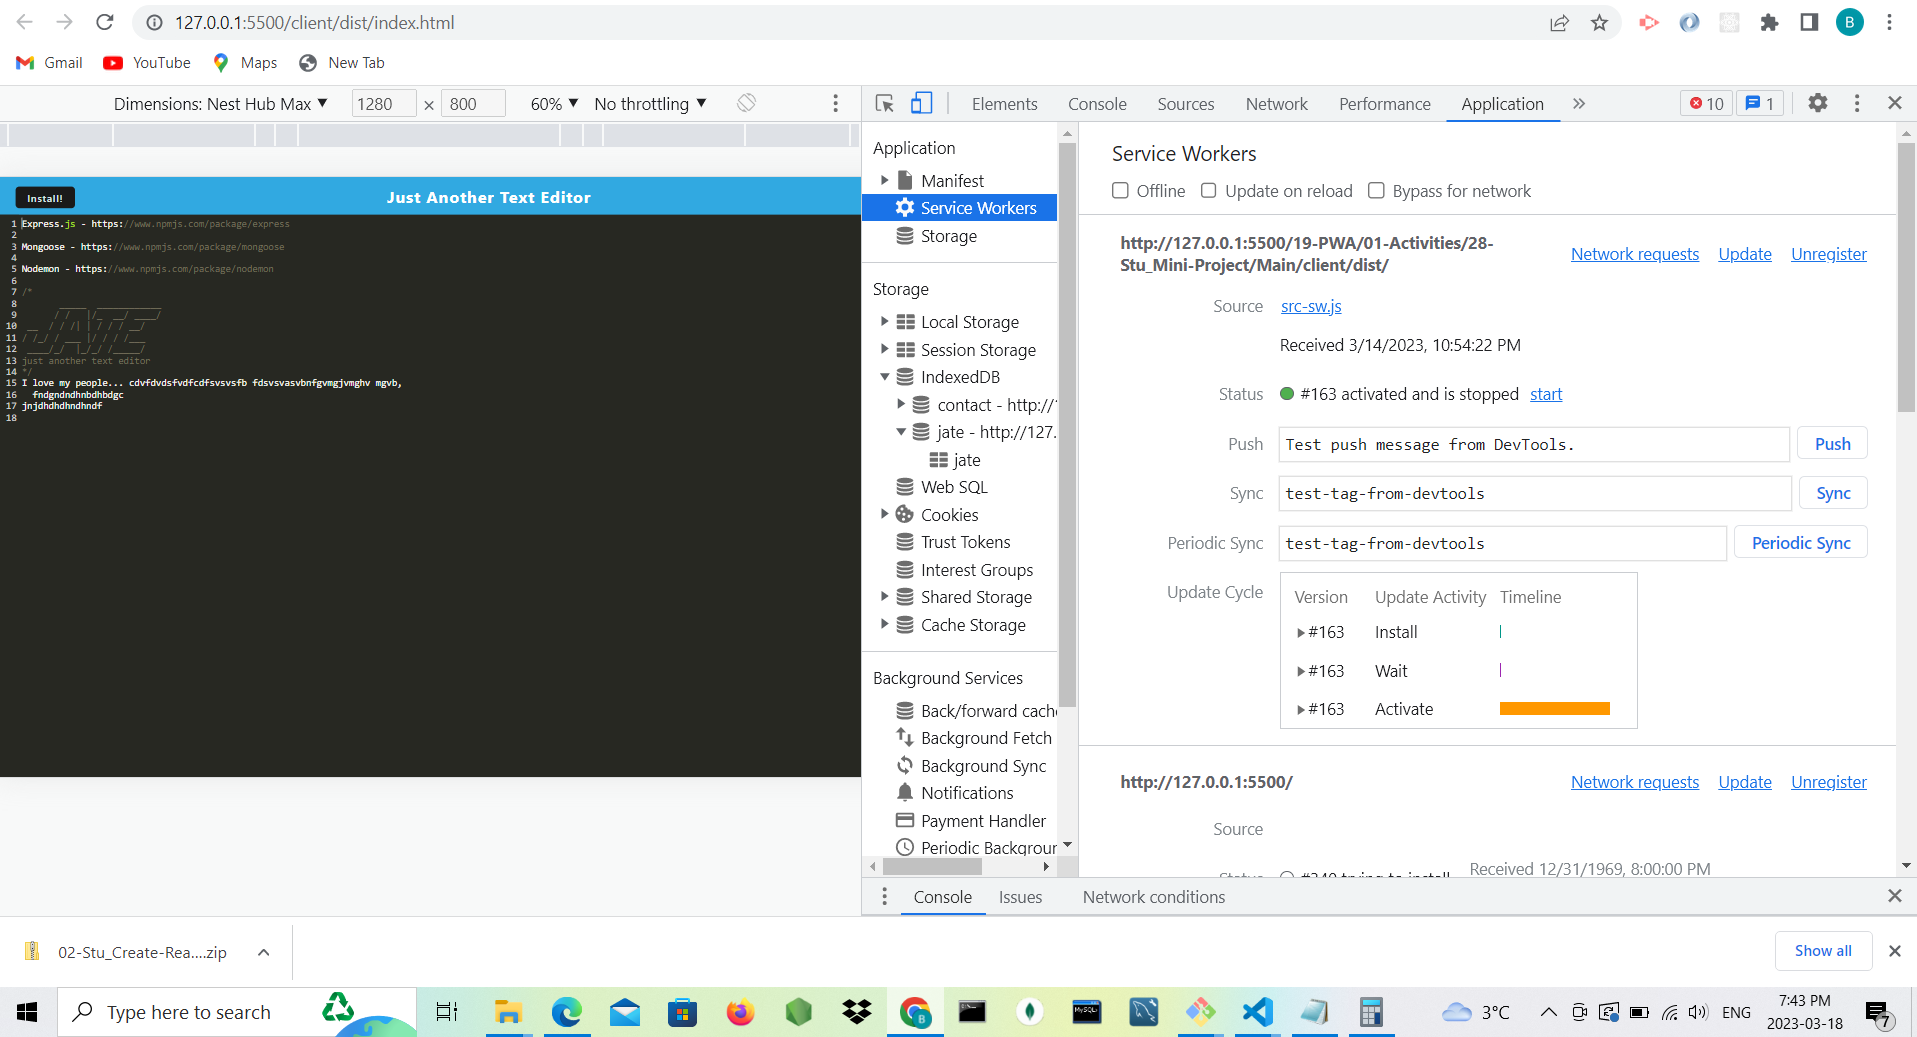 127.0.0.1:5500/client/dist/index.html
B
Gmail YouTube Maps New Tab
Dimensions: Nest Hub Max ▼ 1280 × 800 60% ▼ No throttling ▼
Elements Console Sources Network Performance Application » 10 1
Install! Just Another Text Editor
1 Express.js - https://www.npmjs.com/package/express
2
3 Mongoose - https://www.npmjs.com/package/mongoose
4
5 Nodemon - https://www.npmjs.com/package/nodemon
6
7 /*
8
9
10
11
12
13 just another text editor
14 */
15 I love my people... cdvfdvdsfvdfcdfsvsvsfb fdsvsvasvbnfgvmgjvmghv mgvb,
16 fndgndndhnbdhbdgc
17 jnjdhdhdhndhndf
18
Application
Manifest
Service Workers
Storage
Storage
Local Storage
Session Storage
IndexedDB
contact - http://
jate - http://127.
jate
Web SQL
Cookies
Trust Tokens
Interest Groups
Shared Storage
Cache Storage
Background Services
Back/forward cach
Background Fetch
Background Sync
Notifications
Payment Handler
Periodic Backgrour
Service Workers
Offline Update on reload Bypass for network
http://127.0.0.1:5500/19-PWA/01-Activities/28-
Stu_Mini-Project/Main/client/dist/
Network requests Update Unregister
Source src-sw.js
Received 3/14/2023, 10:54:22 PM
Status #163 activated and is stopped start
Push Test push message from DevTools. Push
Sync test-tag-from-devtools Sync
Periodic Sync test-tag-from-devtools Periodic Sync
Update Cycle Version Update Activity Timeline
#163 Install
#163 Wait
#163 Activate
http://127.0.0.1:5500/ Network requests Update Unregister
Source
Received 12/31/1969, 8:00:00 PM
Status #240 trying to install
Console Issues Network conditions
02-Stu_Create-Rea....zip Show all
Type here to search
MySQL
3°C ENG
7:43 PM
2023-03-18
7